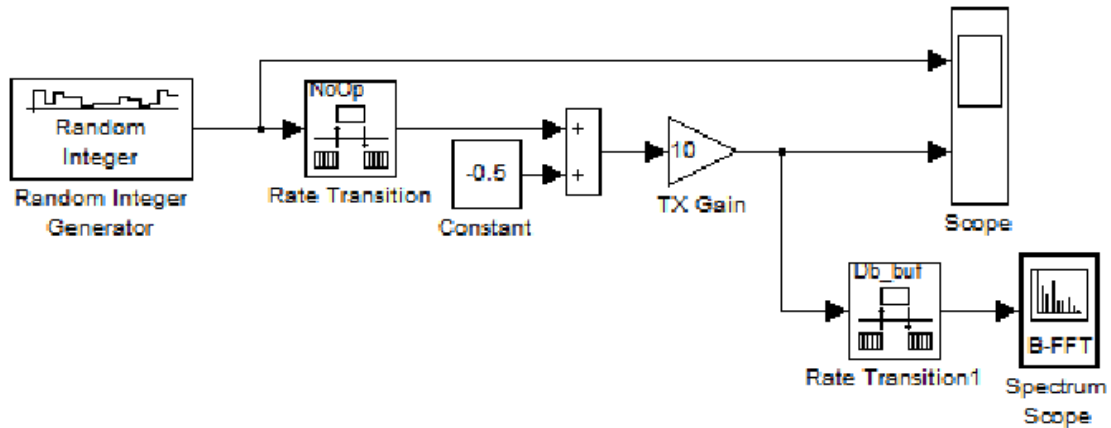 Random
Integer
Random Integer
Generator
NoOp
Rate Transition
-0.5
Constant
+
+
10
TX Gain
Scope
Db_buf
Rate Transition1
B-FFT
Spectrum
Scope